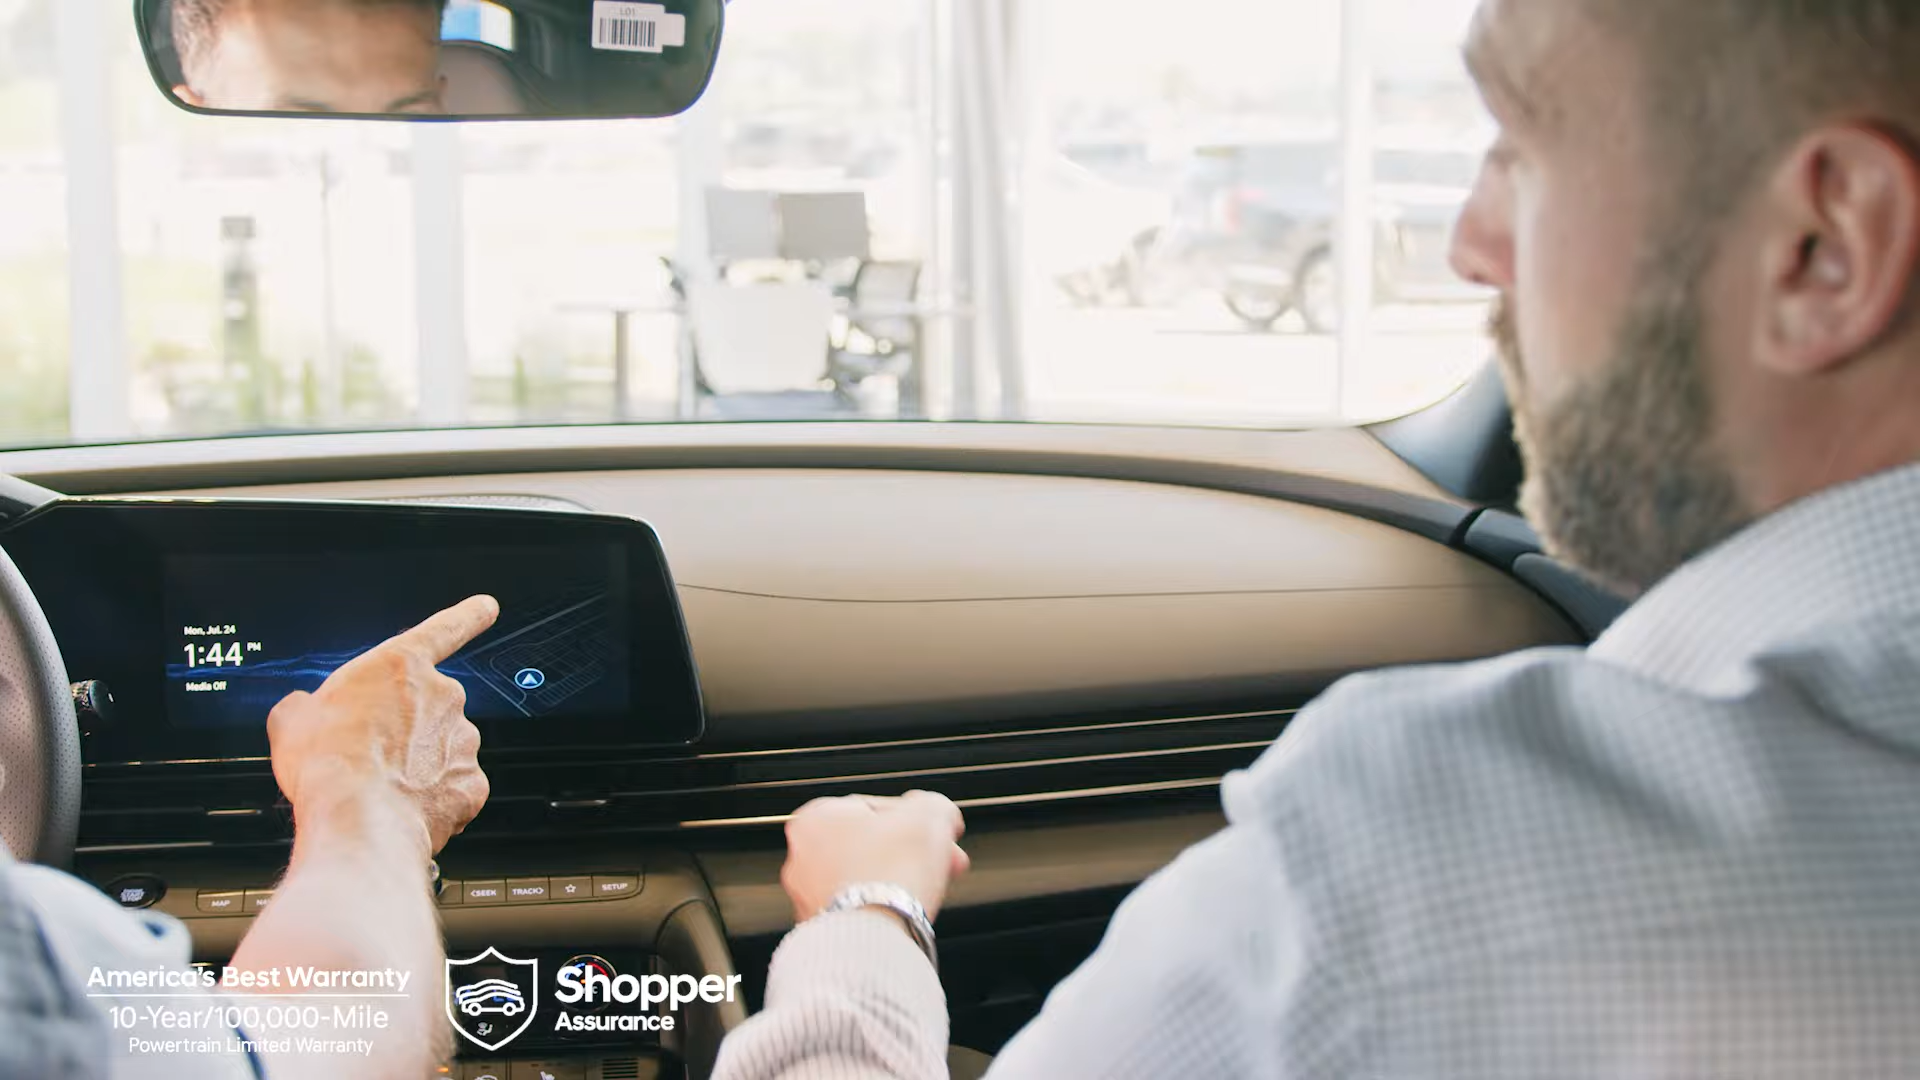 L01
Mon, Jul. 24
1:44 PM
Media Off
MAP
<SEEK
TRACK>
SETUP
America's Best Warranty
10-Year/100,000-Mile
Powertrain Limited Warranty
Shopper
Assurance